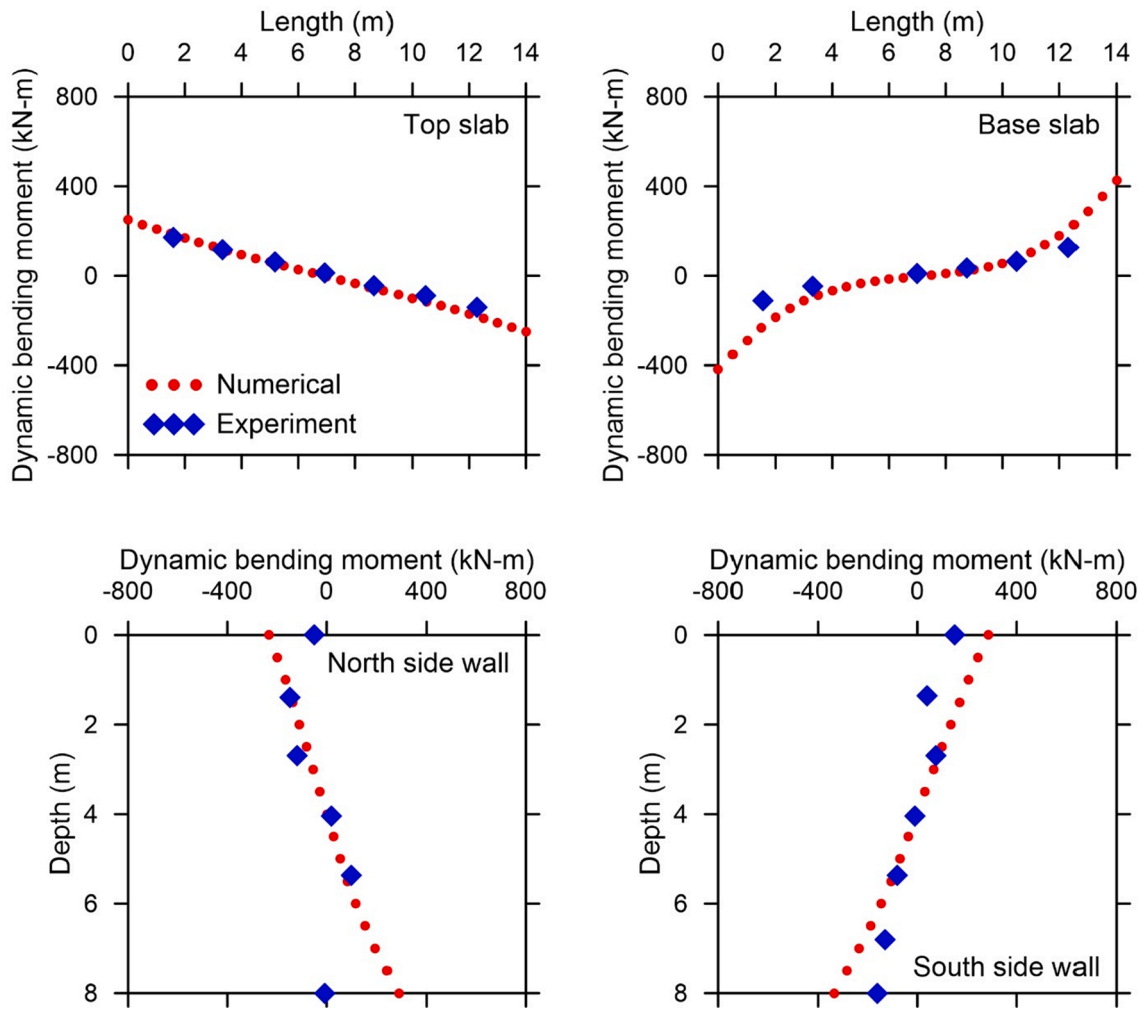 Length (m)
0 2 4 6 8 10 12 14
Dynamic bending moment (kN-m)
800
400
0
-400
-800
Top slab
Numerical
Experiment
Length (m)
0 2 4 6 8 10 12 14
Dynamic bending moment (kN-m)
800
400
0
-400
-800
Base slab
Dynamic bending moment (kN-m)
-800 -400 0 400 800
Depth (m)
0
2
4
6
8
North side wall
Dynamic bending moment (kN-m)
-800 -400 0 400 800
Depth (m)
0
2
4
6
8
South side wall